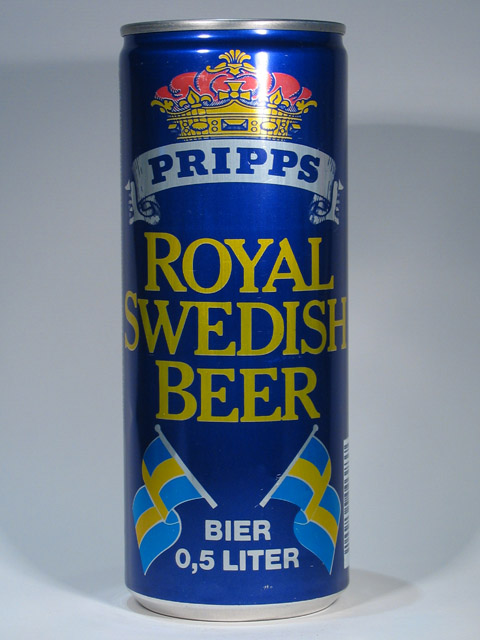 PRIPPS
ROYAL
SWEDISH
BEER
BIER
0,5 LITER